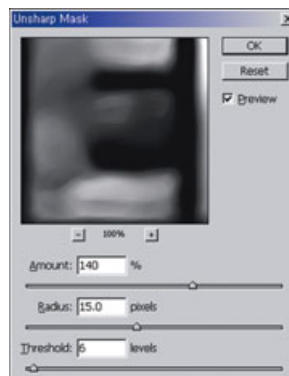 Unsharp Mask
OK
Reset
Preview
- 100% +
Amount: 140 %
Radius: 15.0 pixels
Threshold: 6 levels